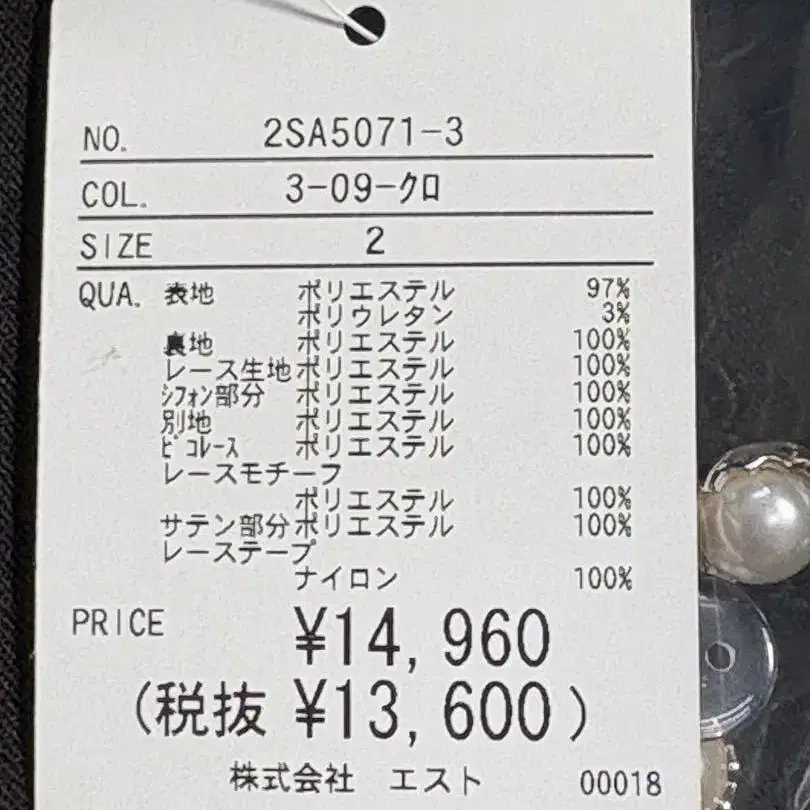 NO. 2SA5071-3
COL. 3-09-クロ
SIZE 2
QUA. 表地 ポリエステル 97%
ポリウレタン 3%
裏地 ポリエステル 100%
レース生地 ポリエステル 100%
シフォン部分 ポリエステル 100%
別地 ポリエステル 100%
ピコレース ポリエステル 100%
レースモチーフ
ポリエステル 100%
サテン部分 ポリエステル 100%
レーステープ
ナイロン 100%
PRICE ¥14,960
(税抜 ¥13,600)
株式会社 エスト 00018